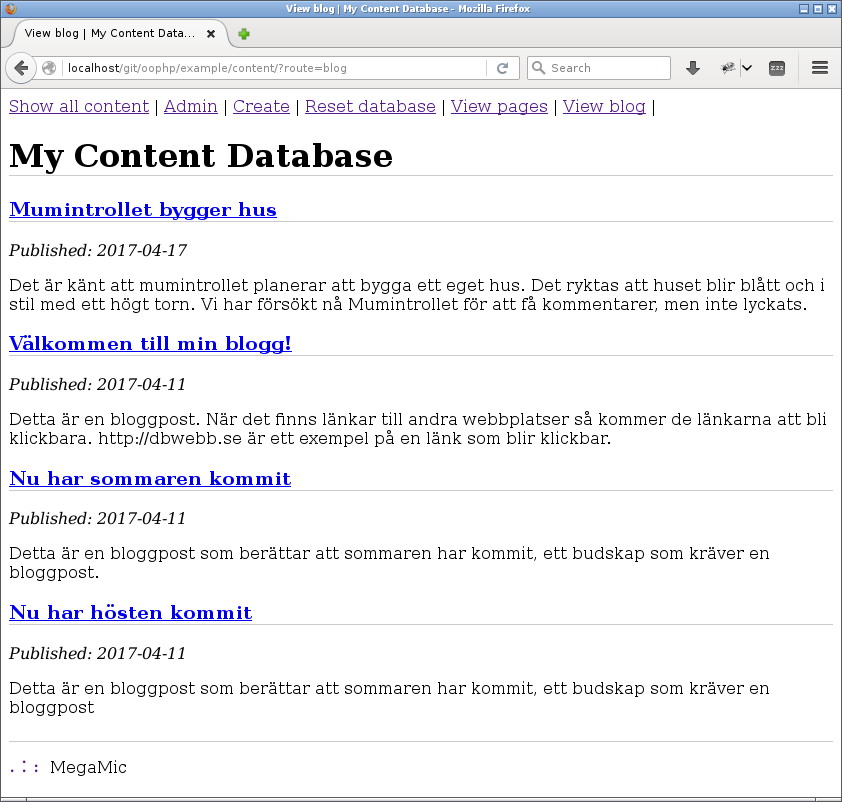 View blog | My Content Database - Mozilla Firefox
View blog | My Content Data...
localhost/git/oophp/example/content/?route=blog
Search
zzz
Show all content | Admin | Create | Reset database | View pages | View blog |
My Content Database
Mumintrollet bygger hus
Published: 2017-04-17
Det är känt att mumintrollet planerar att bygga ett eget hus. Det ryktas att huset blir blått och i
stil med ett högt torn. Vi har försökt nå Mumintrollet för att få kommentarer, men inte lyckats.
Välkommen till min blogg!
Published: 2017-04-11
Detta är en bloggpost. När det finns länkar till andra webbplatser så kommer de länkarna att bli
klickbara. http://dbwebb.se är ett exempel på en länk som blir klickbar.
Nu har sommaren kommit
Published: 2017-04-11
Detta är en bloggpost som berättar att sommaren har kommit, ett budskap som kräver en
bloggpost.
Nu har hösten kommit
Published: 2017-04-11
Detta är en bloggpost som berättar att sommaren har kommit, ett budskap som kräver en
bloggpost
.:: MegaMic